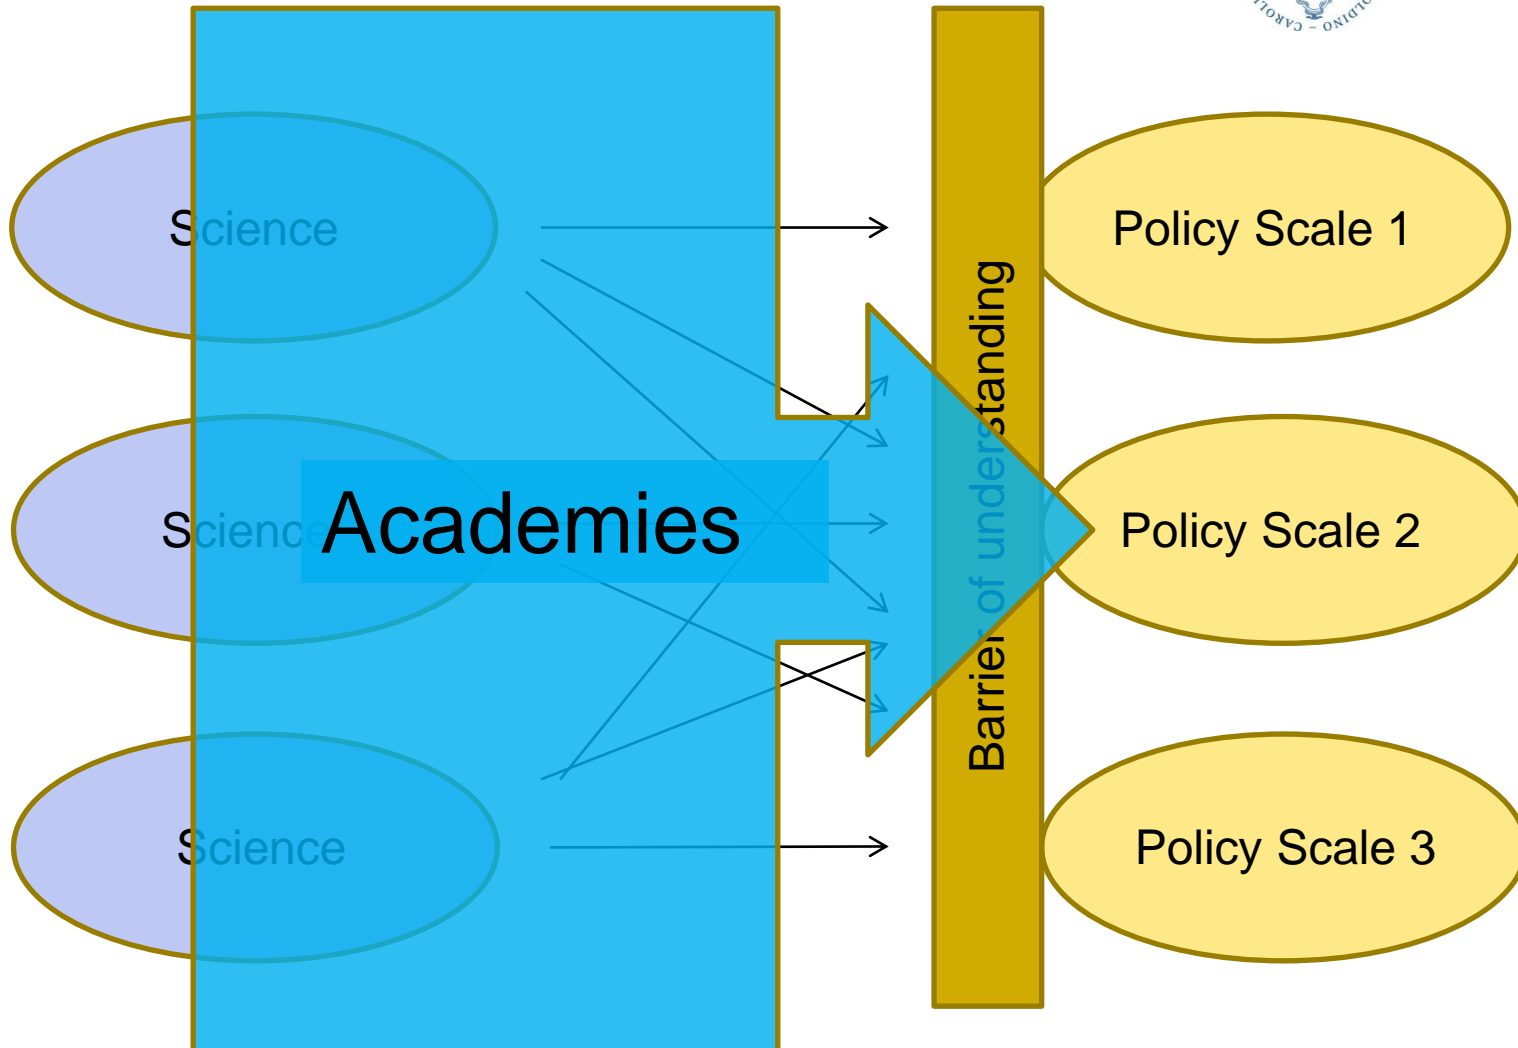 Science
Policy Scale 1
Barrier of understanding
Science
Academies
Policy Scale 2
Science
Policy Scale 3